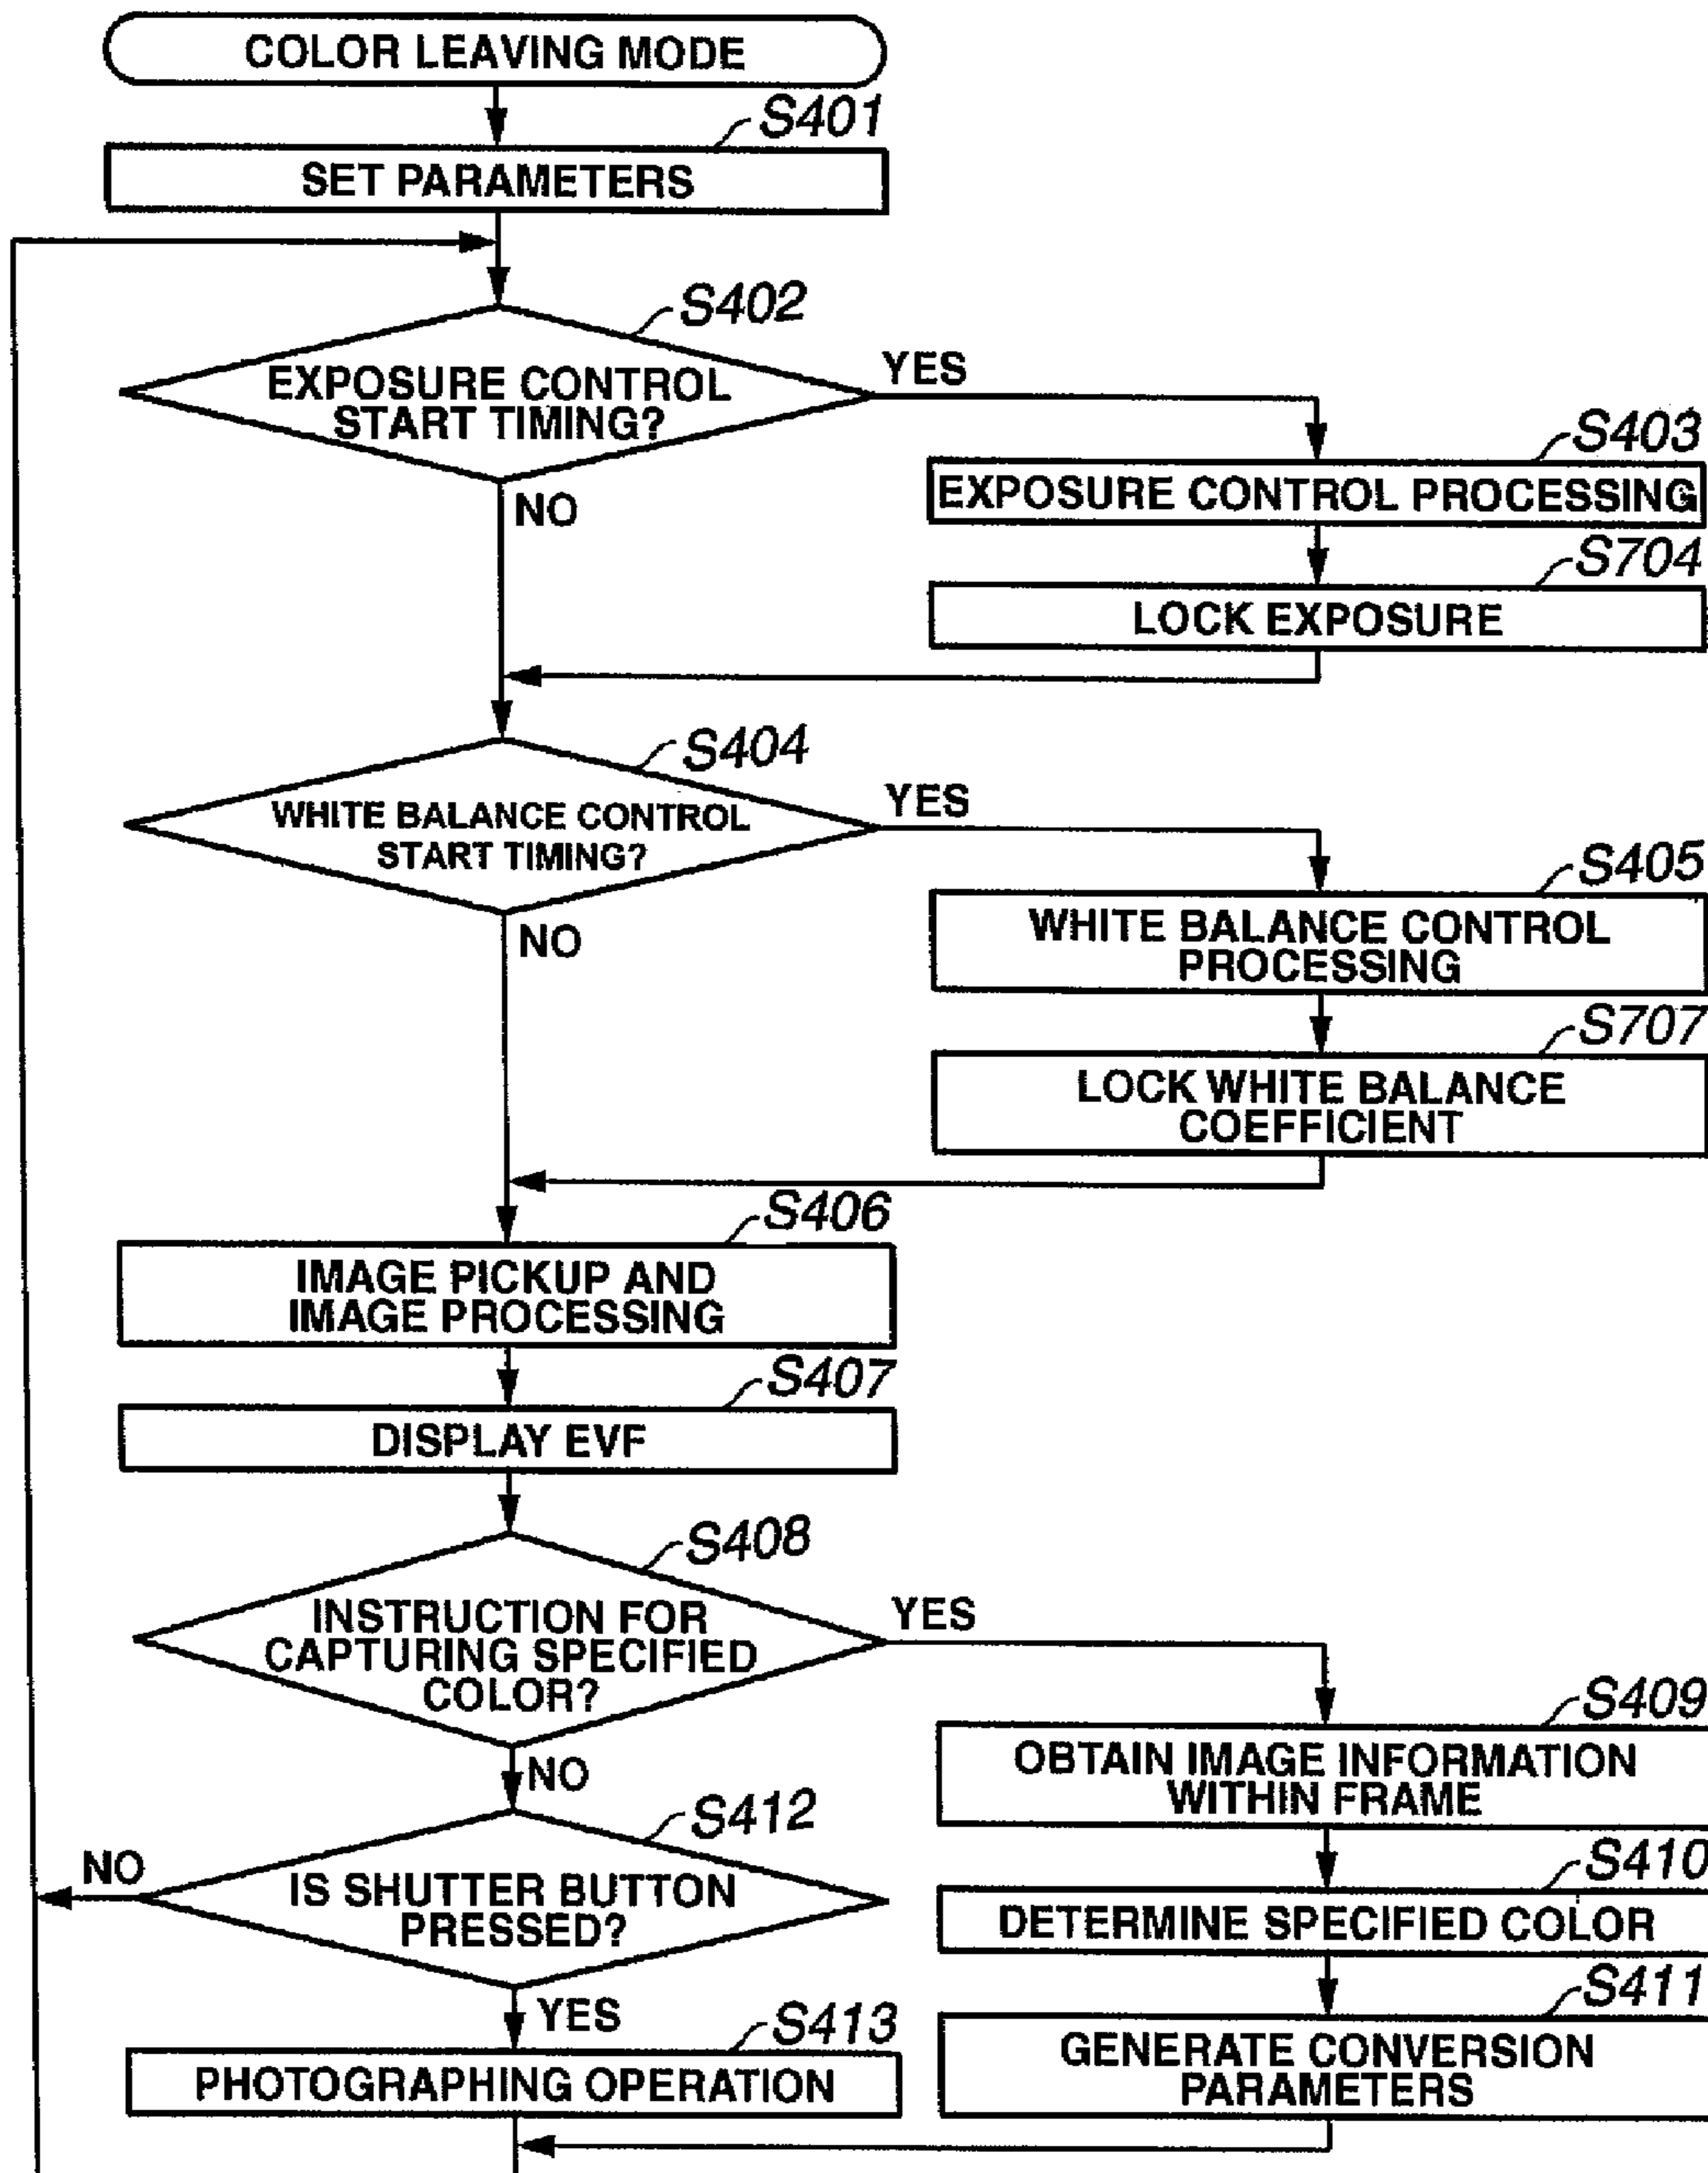 COLOR LEAVING MODE
S401
SET PARAMETERS
S402
EXPOSURE CONTROL
START TIMING?
YES
NO
S403
EXPOSURE CONTROL PROCESSING
S704
LOCK EXPOSURE
S404
WHITE BALANCE CONTROL
START TIMING?
YES
NO
S405
WHITE BALANCE CONTROL
PROCESSING
S707
LOCK WHITE BALANCE
COEFFICIENT
S406
IMAGE PICKUP AND
IMAGE PROCESSING
S407
DISPLAY EVF
S408
INSTRUCTION FOR
CAPTURING SPECIFIED
COLOR?
YES
NO
S409
OBTAIN IMAGE INFORMATION
WITHIN FRAME
S410
DETERMINE SPECIFIED COLOR
S411
GENERATE CONVERSION
PARAMETERS
S412
IS SHUTTER BUTTON
PRESSED?
NO
YES
S413
PHOTOGRAPHING OPERATION